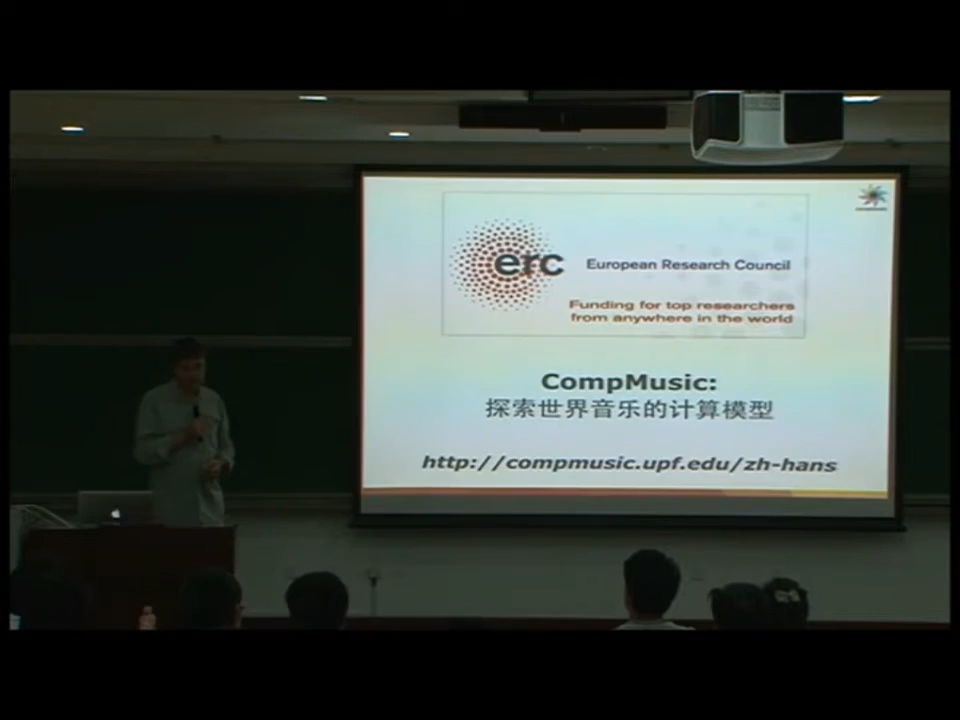 erc
European Research Council
Funding for top researchers
from anywhere in the world
CompMusic:
探索世界音乐的计算模型
http://compmusic.upf.edu/zh-hans